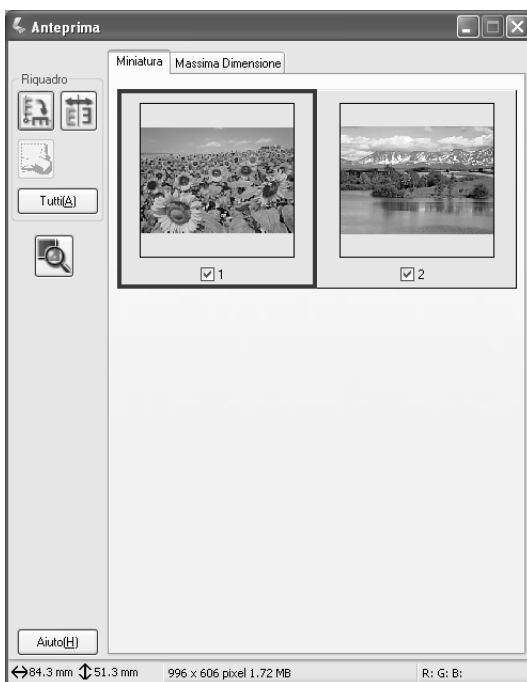 Anteprima
Miniatura Massima Dimensione
Riquadro
Tutti(A)
1 2
Aiuto(H)
84.3 mm 51.3 mm 996 x 606 pixel 1.72 MB R: G: B: